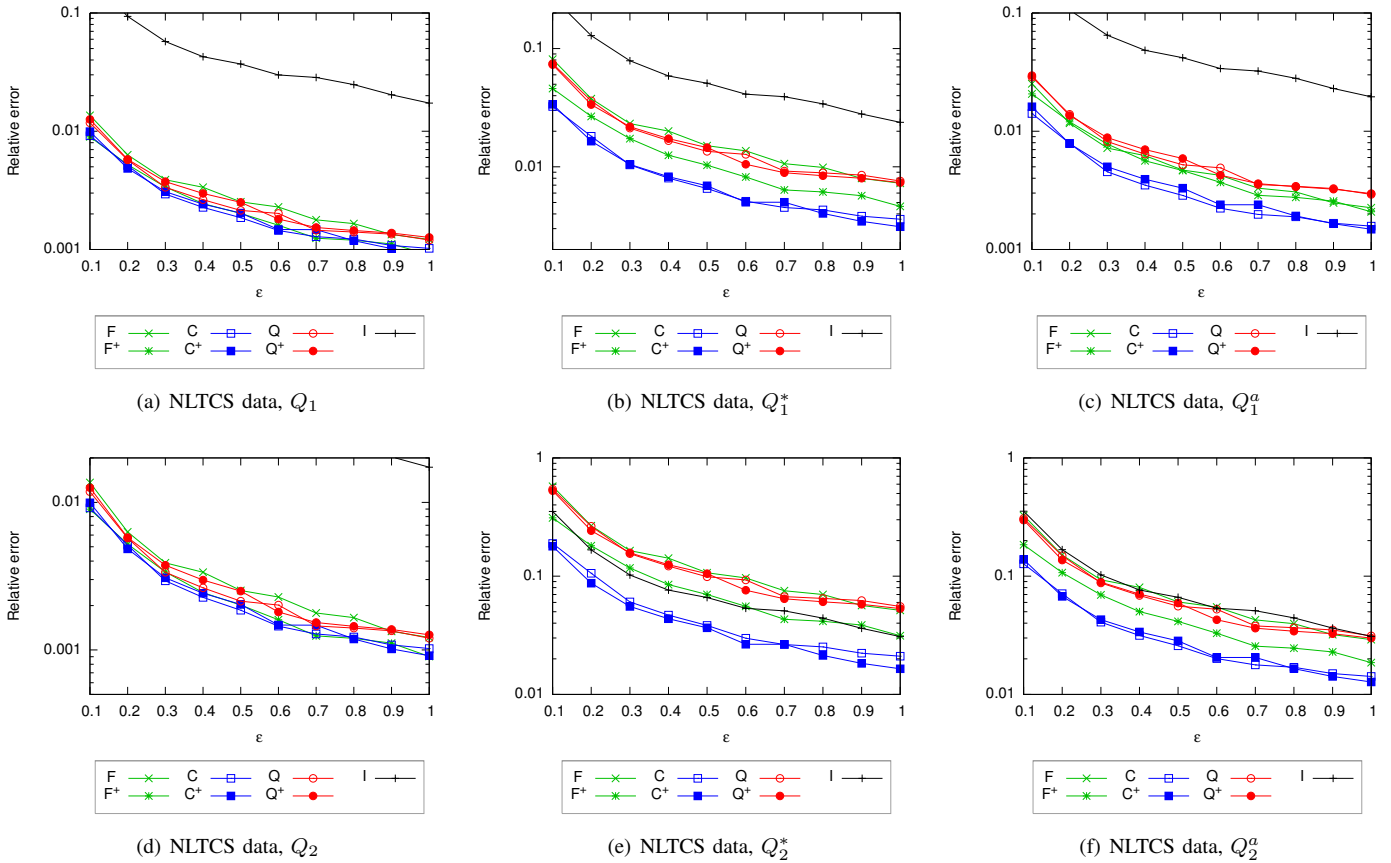 0.1
0.01
0.001
Relative error
0.1 0.2 0.3 0.4 0.5 0.6 0.7 0.8 0.9 1
ε
F C Q I
F+ C+ Q+
(a) NLTCS data, Q1
0.1
0.01
Relative error
0.1 0.2 0.3 0.4 0.5 0.6 0.7 0.8 0.9 1
ε
F C Q I
F+ C+ Q+
(b) NLTCS data, Q1*
0.1
0.01
0.001
Relative error
0.1 0.2 0.3 0.4 0.5 0.6 0.7 0.8 0.9 1
ε
F C Q I
F+ C+ Q+
(c) NLTCS data, Q1a
0.01
0.001
Relative error
0.1 0.2 0.3 0.4 0.5 0.6 0.7 0.8 0.9 1
ε
F C Q I
F+ C+ Q+
(d) NLTCS data, Q2
1
0.1
0.01
Relative error
0.1 0.2 0.3 0.4 0.5 0.6 0.7 0.8 0.9 1
ε
F C Q I
F+ C+ Q+
(e) NLTCS data, Q2*
1
0.1
0.01
Relative error
0.1 0.2 0.3 0.4 0.5 0.6 0.7 0.8 0.9 1
ε
F C Q I
F+ C+ Q+
(f) NLTCS data, Q2a